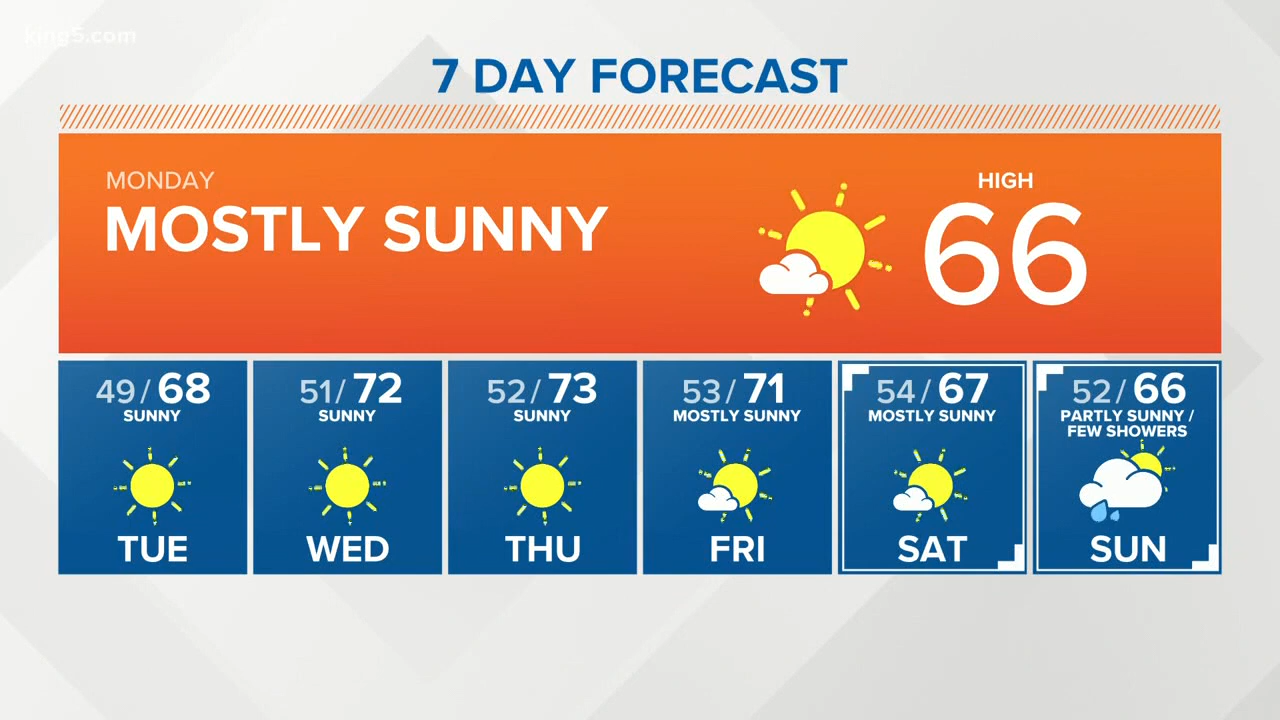 king5.com
7 DAY FORECAST
MONDAY
MOSTLY SUNNY
HIGH
66
49/68
SUNNY
TUE
51/72
SUNNY
WED
52/73
SUNNY
THU
53/71
MOSTLY SUNNY
FRI
54/67
MOSTLY SUNNY
SAT
52/66
PARTLY SUNNY /
FEW SHOWERS
SUN